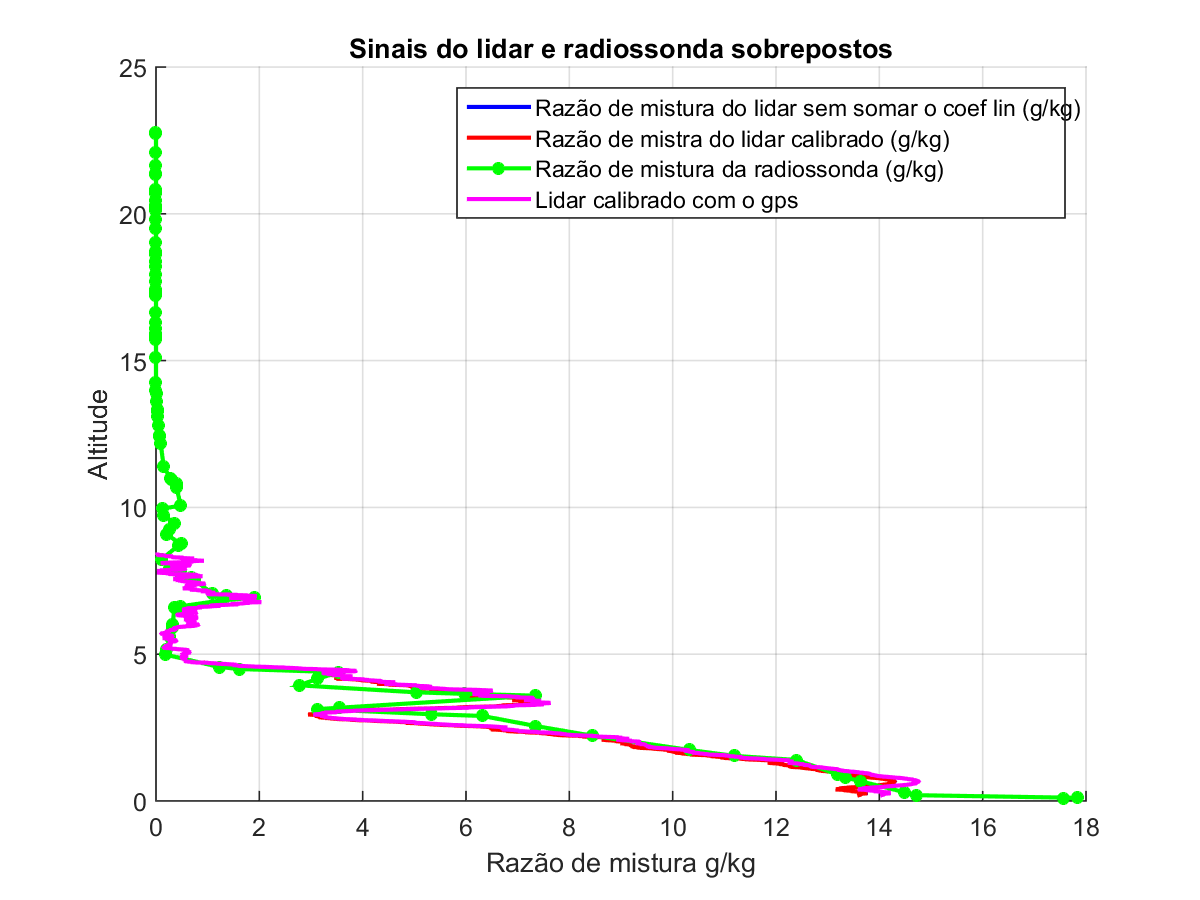 Sinais do lidar e radiossonda sobrepostos
25
Razão de mistura do lidar sem somar o coef lin (g/kg)
Razão de mistra do lidar calibrado (g/kg)
Razão de mistura da radiossonda (g/kg)
Lidar calibrado com o gps
20
15
Altitude
10
5
0
0 2 4 6 8 10 12 14 16 18
Razão de mistura g/kg